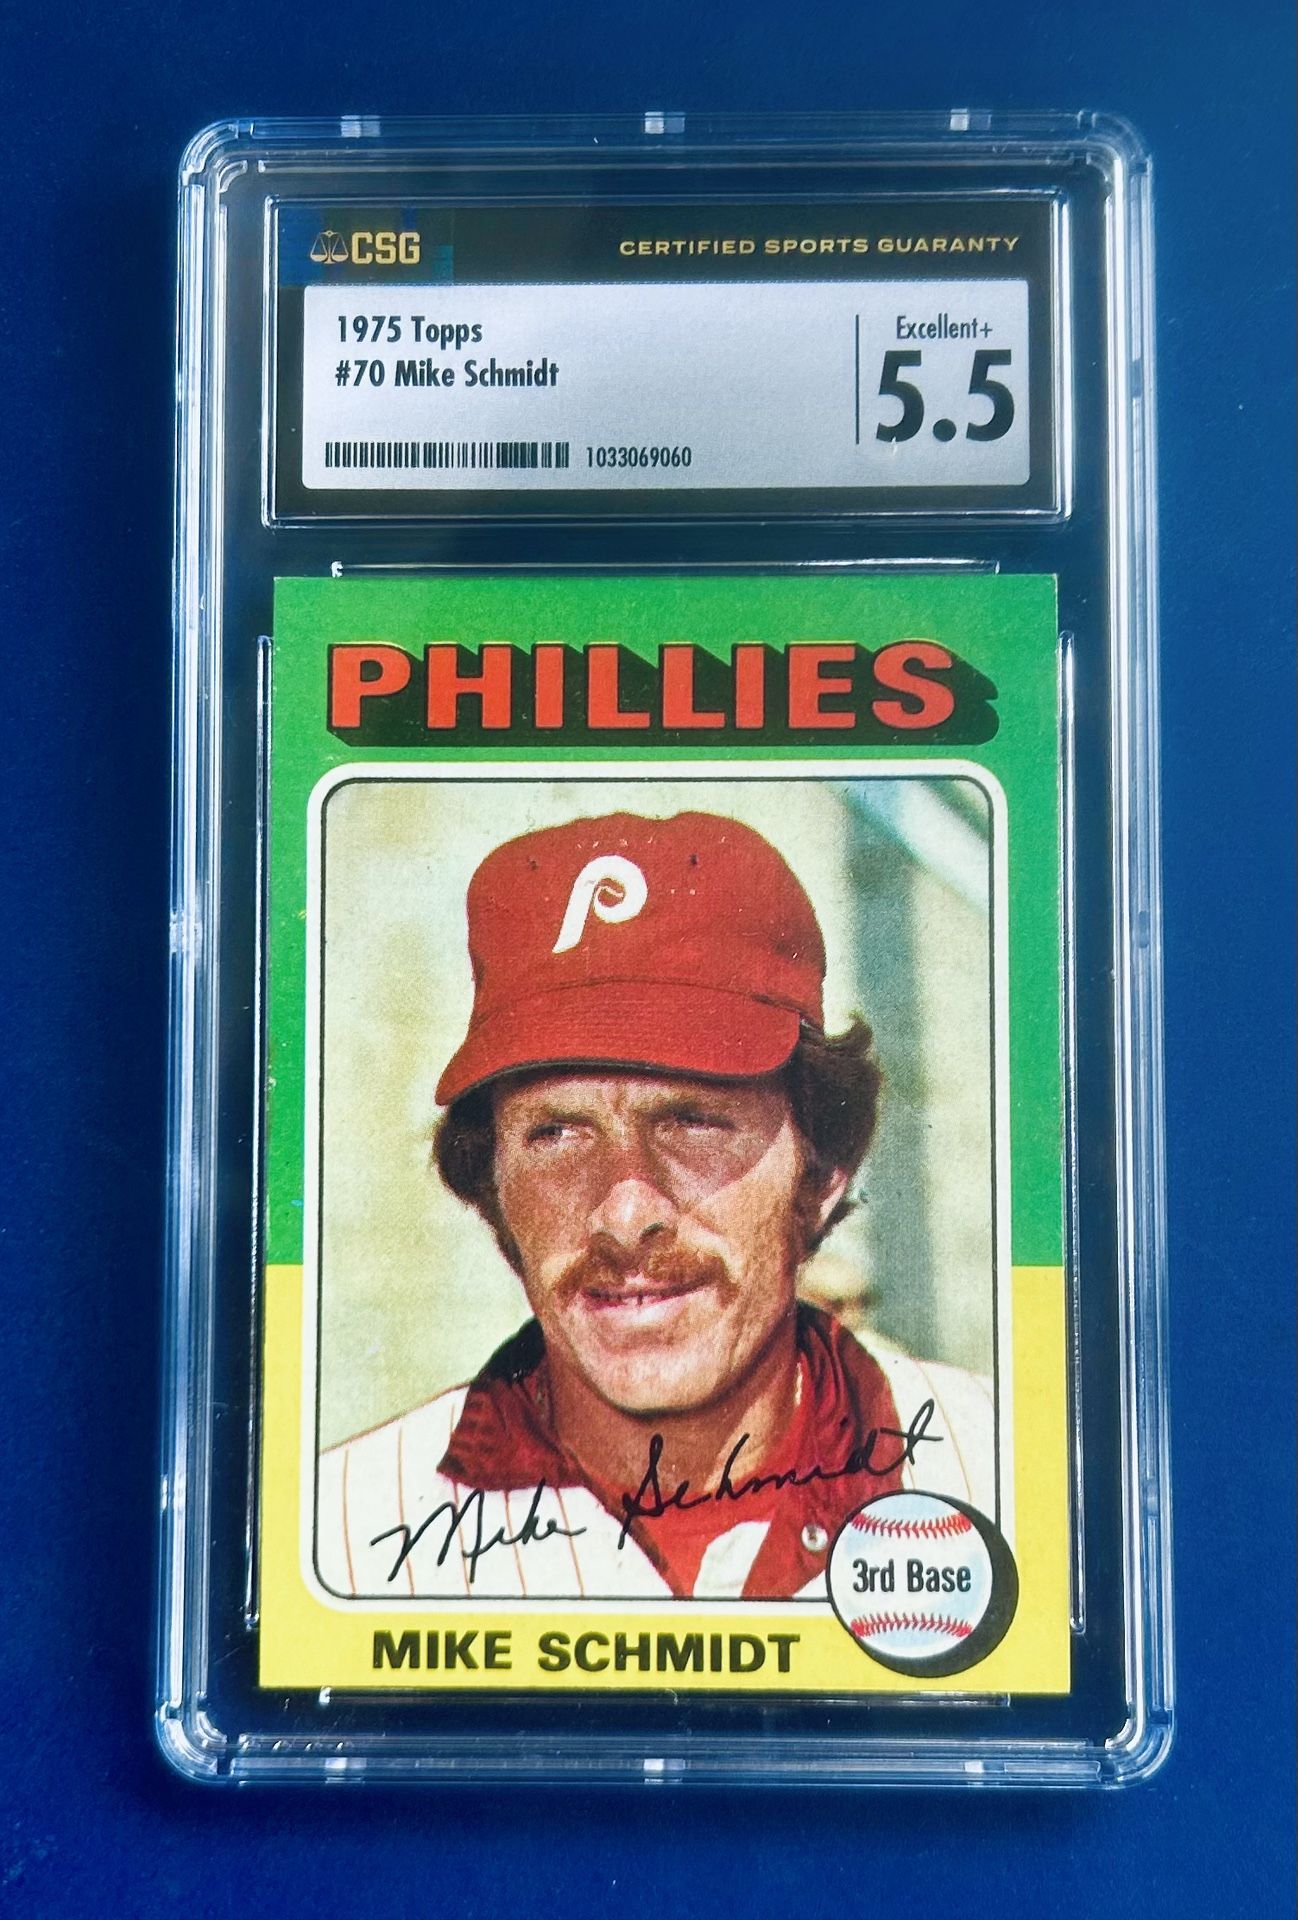 CSG
CERTIFIED SPORTS GUARANTY
1975 Topps
#70 Mike Schmidt
Excellent+
5.5
1033069060
PHILLIES
P
Mike Schmidt
3rd Base
MIKE SCHMIDT